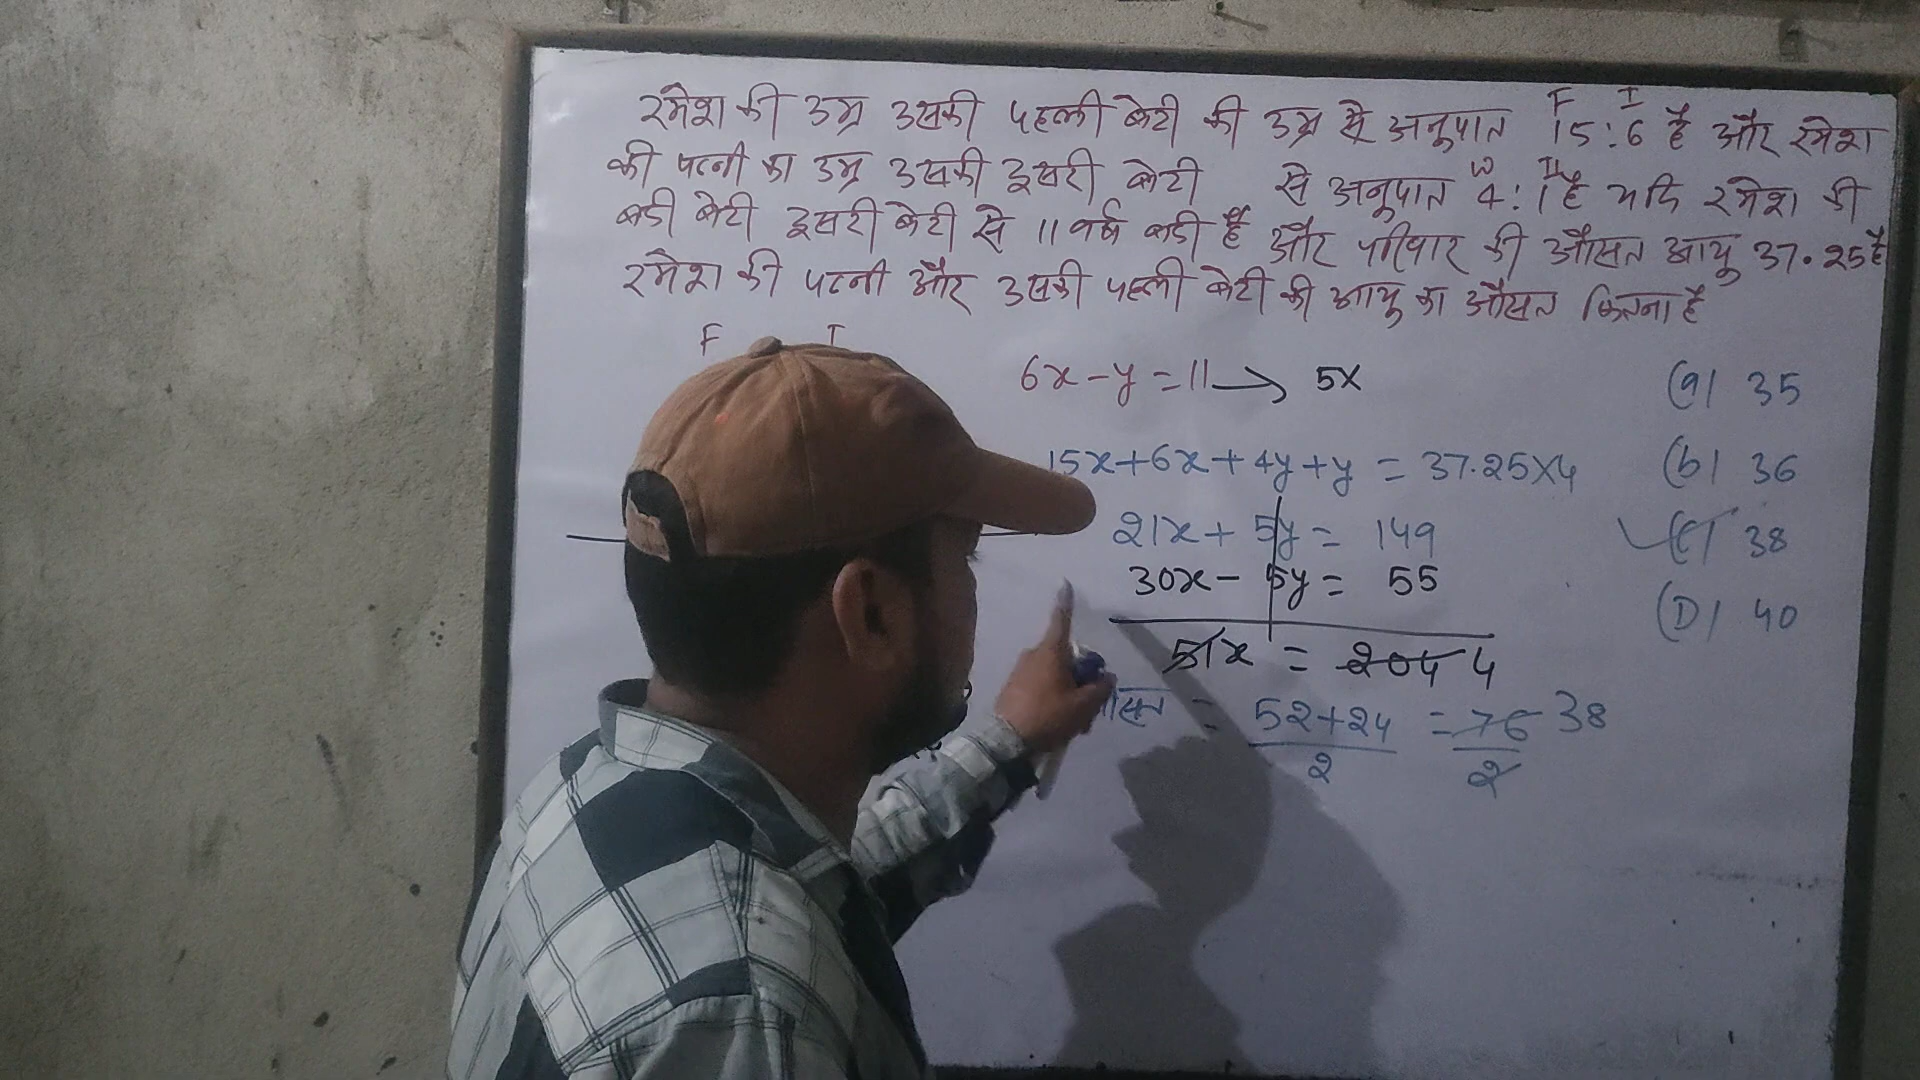 F I
रमेश की उम्र उसकी पहली बेटी की उम्र से अनुपात 15:6 है और रमेश
W II
की पत्नी का उम्र उसकी दूसरी बेटी से अनुपात 4:1 है यदि रमेश की
बडी बेटी दूसरी बेटी से 11 वर्ष बडी है और परिवार की औसत आयु 37.25 है
रमेश की पत्नी और उसकी पहली बेटी की आयु का औसत कितना है
F I
6x-y=11→ 5x
(a) 35
15x+6x+4y+y = 37.25x4
(b) 36
21x+ 5y= 149
(c) 38
30x- 5y= 55
(D) 40
51x = 204 4
= 52+24 = 76 38
2 2